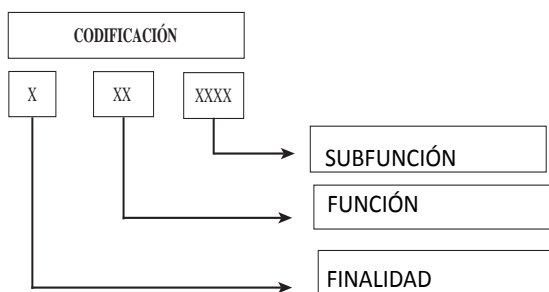 CODIFICACIÓN
X XX XXXX
SUBFUNCIÓN
FUNCIÓN
FINALIDAD